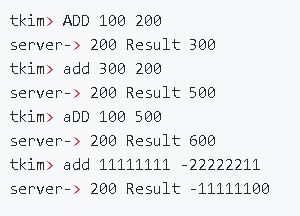 tkim> ADD 100 200
server-> 200 Result 300
tkim> add 300 200
server-> 200 Result 500
tkim> aDD 100 500
server-> 200 Result 600
tkim> add 11111111 -22222211
server-> 200 Result -11111100